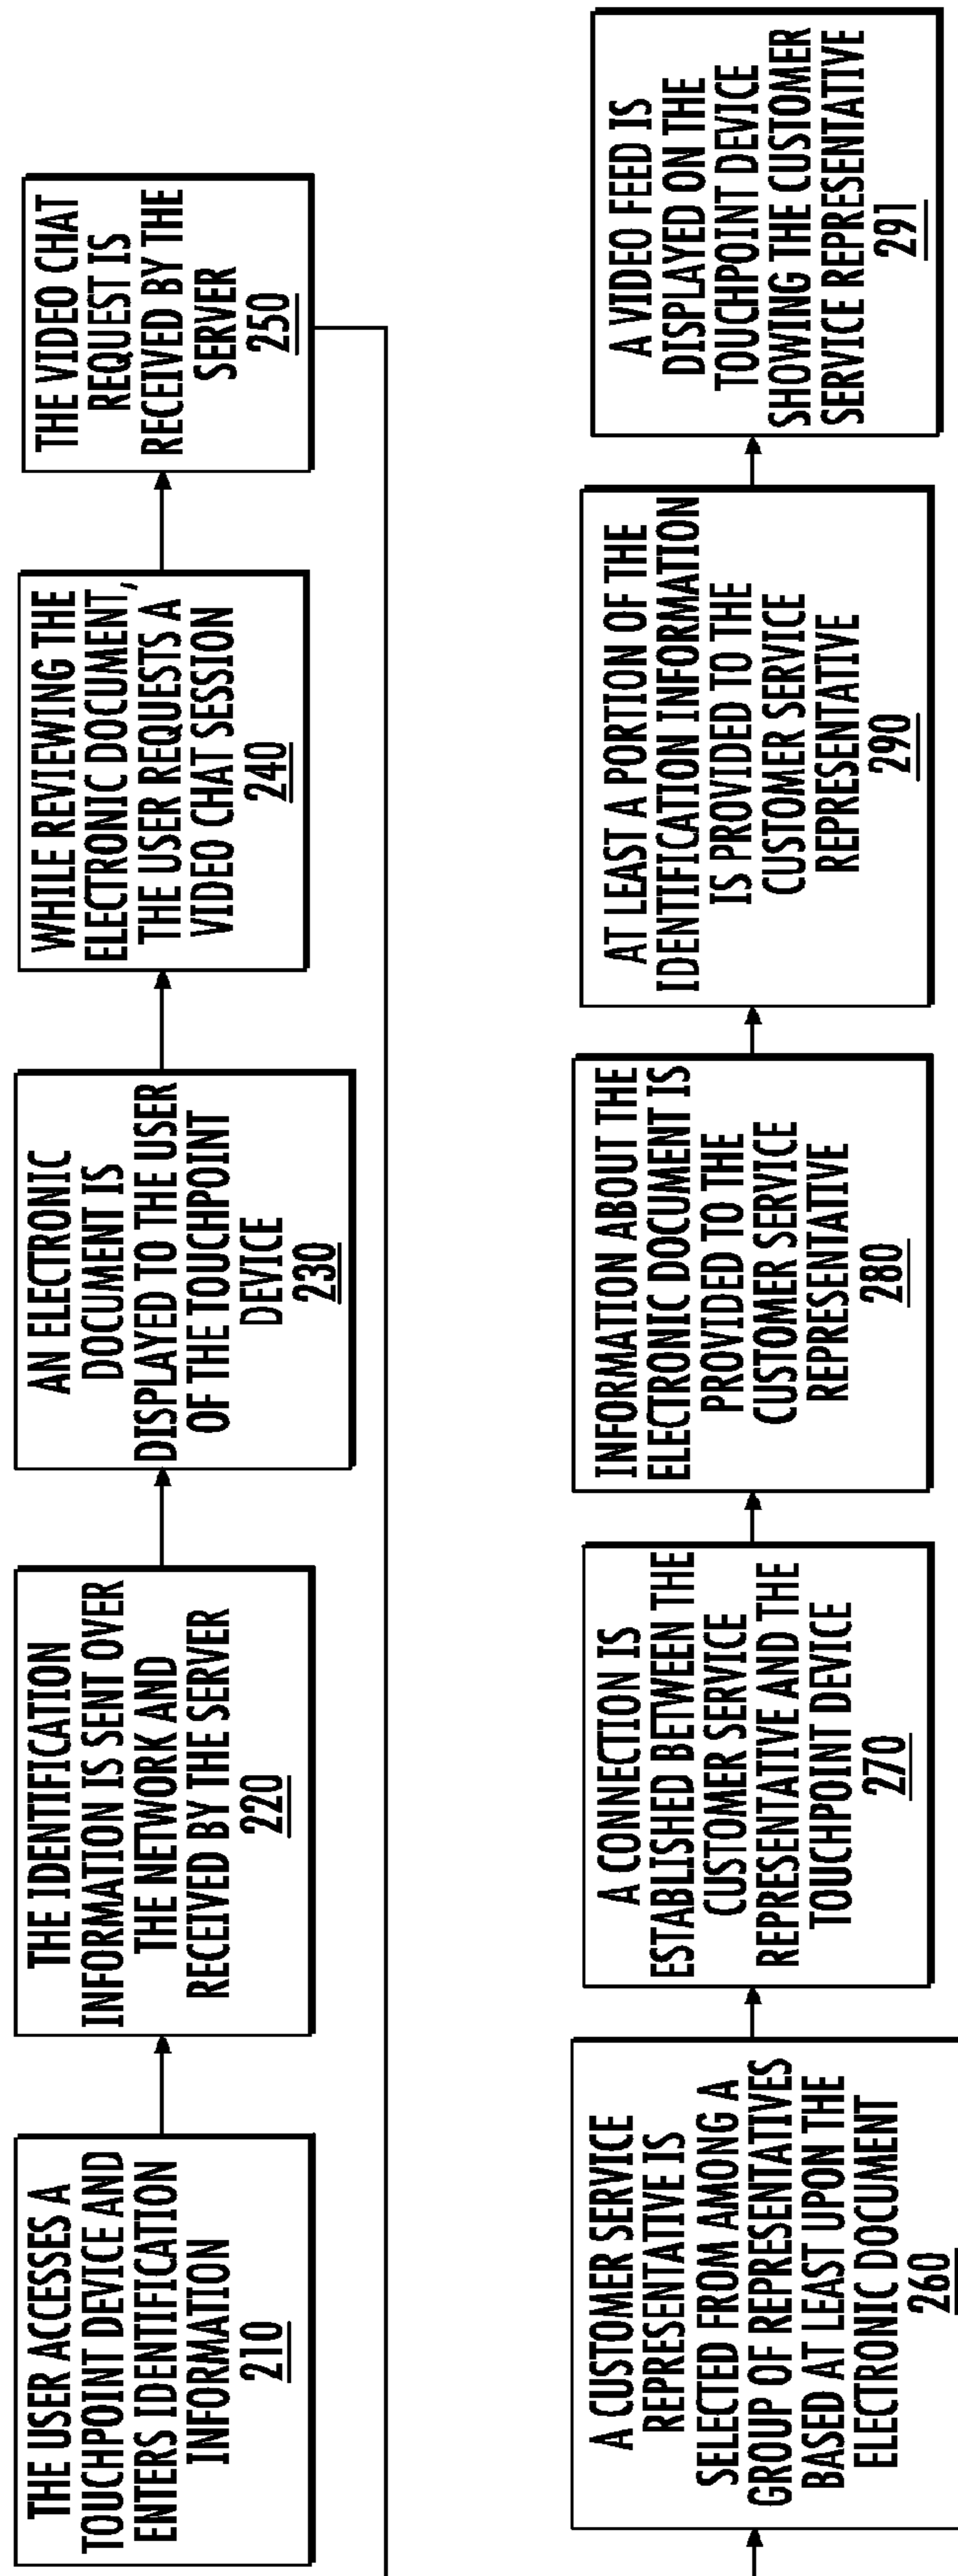 THE USER ACCESSES A
TOUCHPOINT DEVICE AND
ENTERS IDENTIFICATION
INFORMATION
210
THE IDENTIFICATION
INFORMATION IS SENT OVER
THE NETWORK AND
RECEIVED BY THE SERVER
220
AN ELECTRONIC
DOCUMENT IS
DISPLAYED TO THE USER
OF THE TOUCHPOINT
DEVICE
230
WHILE REVIEWING THE
ELECTRONIC DOCUMENT,
THE USER REQUESTS A
VIDEO CHAT SESSION
240
THE VIDEO CHAT
REQUEST IS
RECEIVED BY THE
SERVER
250
A CUSTOMER SERVICE
REPRESENTATIVE IS
SELECTED FROM AMONG A
GROUP OF REPRESENTATIVES
BASED AT LEAST UPON THE
ELECTRONIC DOCUMENT
260
A CONNECTION IS
ESTABLISHED BETWEEN THE
CUSTOMER SERVICE
REPRESENTATIVE AND THE
TOUCHPOINT DEVICE
270
INFORMATION ABOUT THE
ELECTRONIC DOCUMENT IS
PROVIDED TO THE
CUSTOMER SERVICE
REPRESENTATIVE
280
AT LEAST A PORTION OF THE
IDENTIFICATION INFORMATION
IS PROVIDED TO THE
CUSTOMER SERVICE
REPRESENTATIVE
290
A VIDEO FEED IS
DISPLAYED ON THE
TOUCHPOINT DEVICE
SHOWING THE CUSTOMER
SERVICE REPRESENTATIVE
291